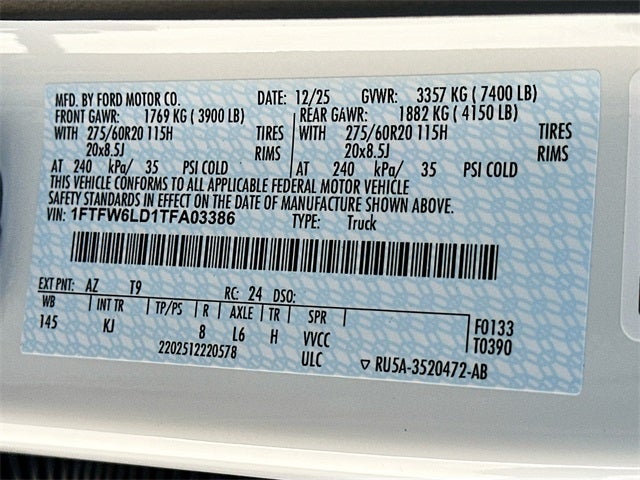 MFD. BY FORD MOTOR CO. DATE: 12/25 GVWR: 3357 KG ( 7400 LB)
FRONT GAWR: 1769 KG ( 3900 LB) REAR GAWR: 1882 KG ( 4150 LB)
WITH 275/60R20 115H TIRES WITH 275/60R20 115H TIRES
20x8.5J RIMS 20x8.5J RIMS
AT 240 kPa/ 35 PSI COLD AT 240 kPa/ 35 PSI COLD
THIS VEHICLE CONFORMS TO ALL APPLICABLE FEDERAL MOTOR VEHICLE
SAFETY STANDARDS IN EFFECT ON THE DATE OF MANUFACTURE SHOWN ABOVE.
VIN: 1FTFW6LD1TFA03386 TYPE: Truck
EXT PNT: AZ T9 RC: 24 DSO:
WB INT TR TP/PS R AXLE TR SPR
145 KJ 8 L6 H VVCC F0133
2202512220578 ULC T0390
RU5A-3520472-AB